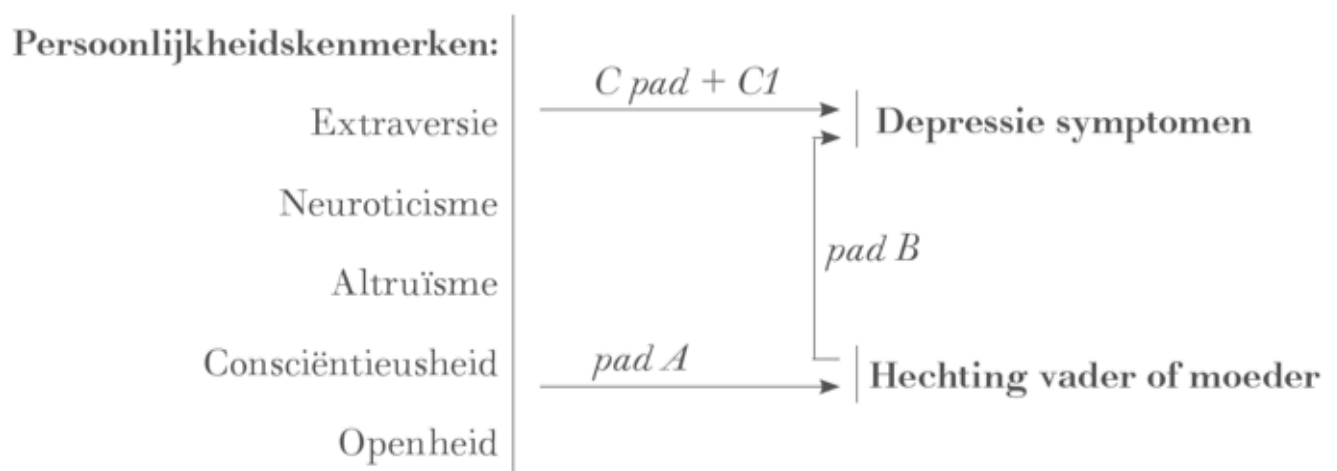 Persoonlijkheidskenmerken:
C pad + C1
Extraversie
Depressie symptomen
Neuroticisme
pad B
Altruïsme
Consciëntieusheid
pad A
Hechting vader of moeder
Openheid